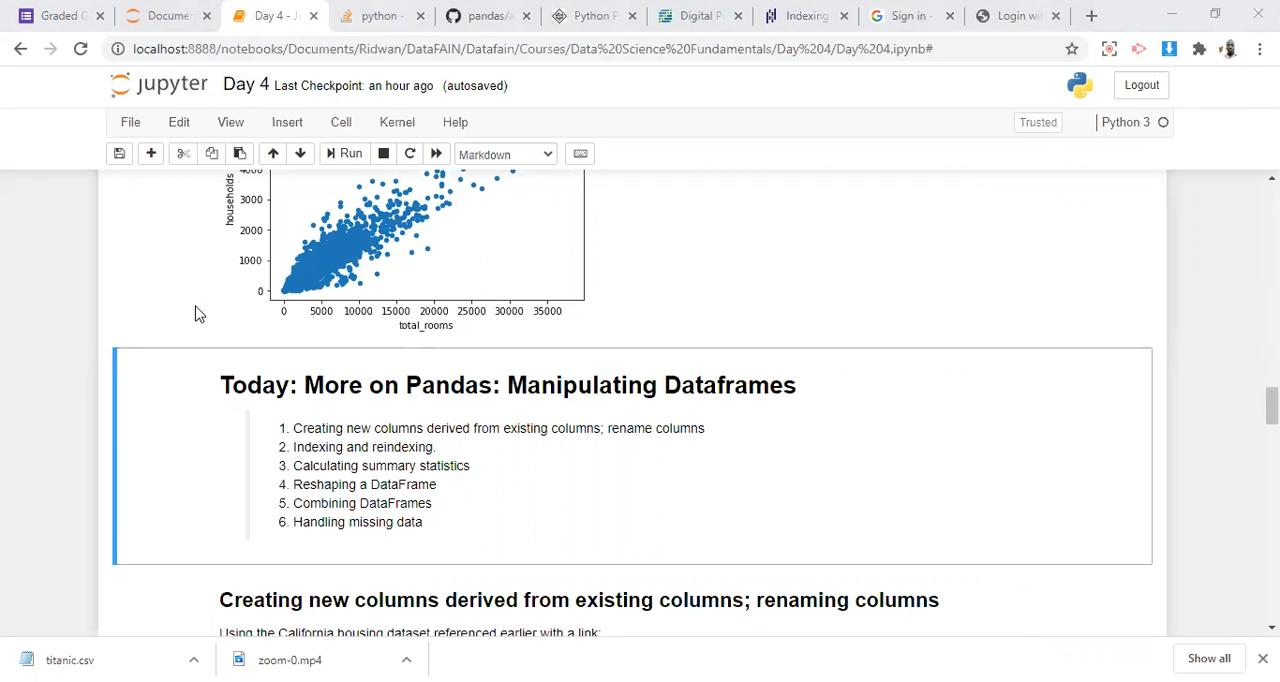 Graded C
Docume
Day 4 - J
python -
pandas/
Python P
Digital P
Indexing
Sign in -
Login wi
localhost:8888/notebooks/Documents/Ridwan/DataFAIN/Datafain/Courses/Data%20Science%20Fundamentals/Day%204/Day%204.ipynb#
jupyter Day 4 Last Checkpoint: an hour ago (autosaved)
Logout
File Edit View Insert Cell Kernel Help
Trusted
Python 3
Run
Markdown
4000
3000
2000
1000
0
households
0 5000 10000 15000 20000 25000 30000 35000
total_rooms
Today: More on Pandas: Manipulating Dataframes
1. Creating new columns derived from existing columns; rename columns
2. Indexing and reindexing.
3. Calculating summary statistics
4. Reshaping a DataFrame
5. Combining DataFrames
6. Handling missing data
Creating new columns derived from existing columns; renaming columns
Using the California housing dataset referenced earlier with a link:
titanic.csv
zoom-0.mp4
Show all